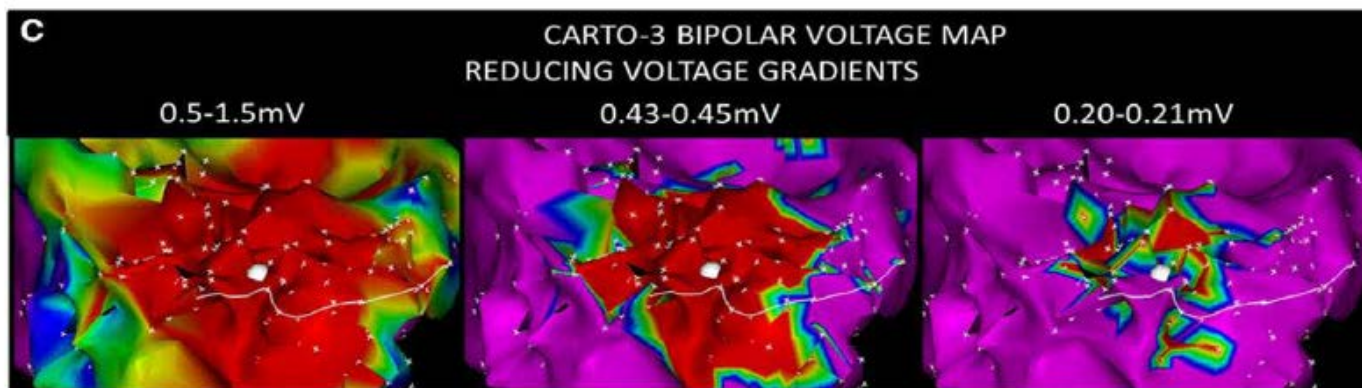 C
CARTO-3 BIPOLAR VOLTAGE MAP
REDUCING VOLTAGE GRADIENTS
0.5-1.5mV
0.43-0.45mV
0.20-0.21mV